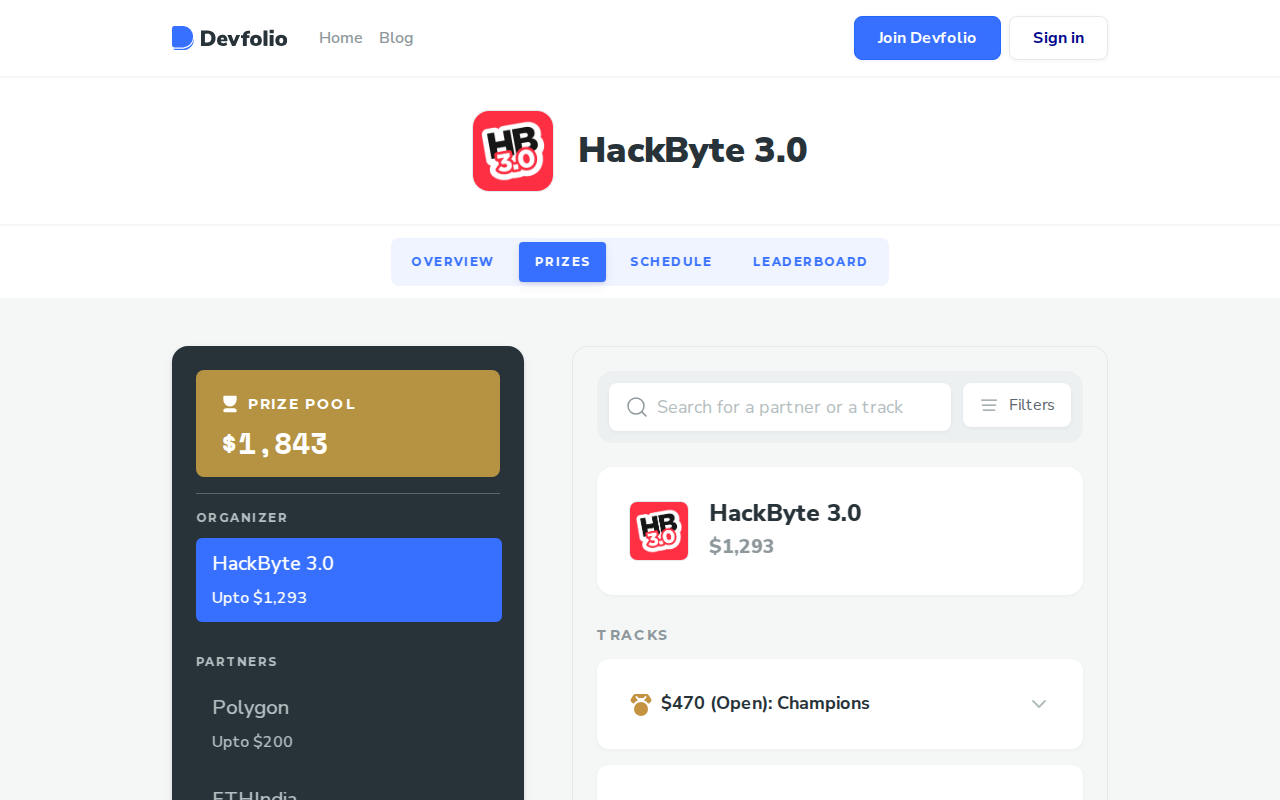 Devfolio
Home
Blog
Join Devfolio
Sign in
HB
3.0
HackByte 3.0
OVERVIEW
PRIZES
SCHEDULE
LEADERBOARD
PRIZE POOL
$1,843
ORGANIZER
HackByte 3.0
Upto $1,293
PARTNERS
Polygon
Upto $200
ETHIndia
Search for a partner or a track
Filters
HB
3.0
HackByte 3.0
$1,293
TRACKS
$470 (Open): Champions